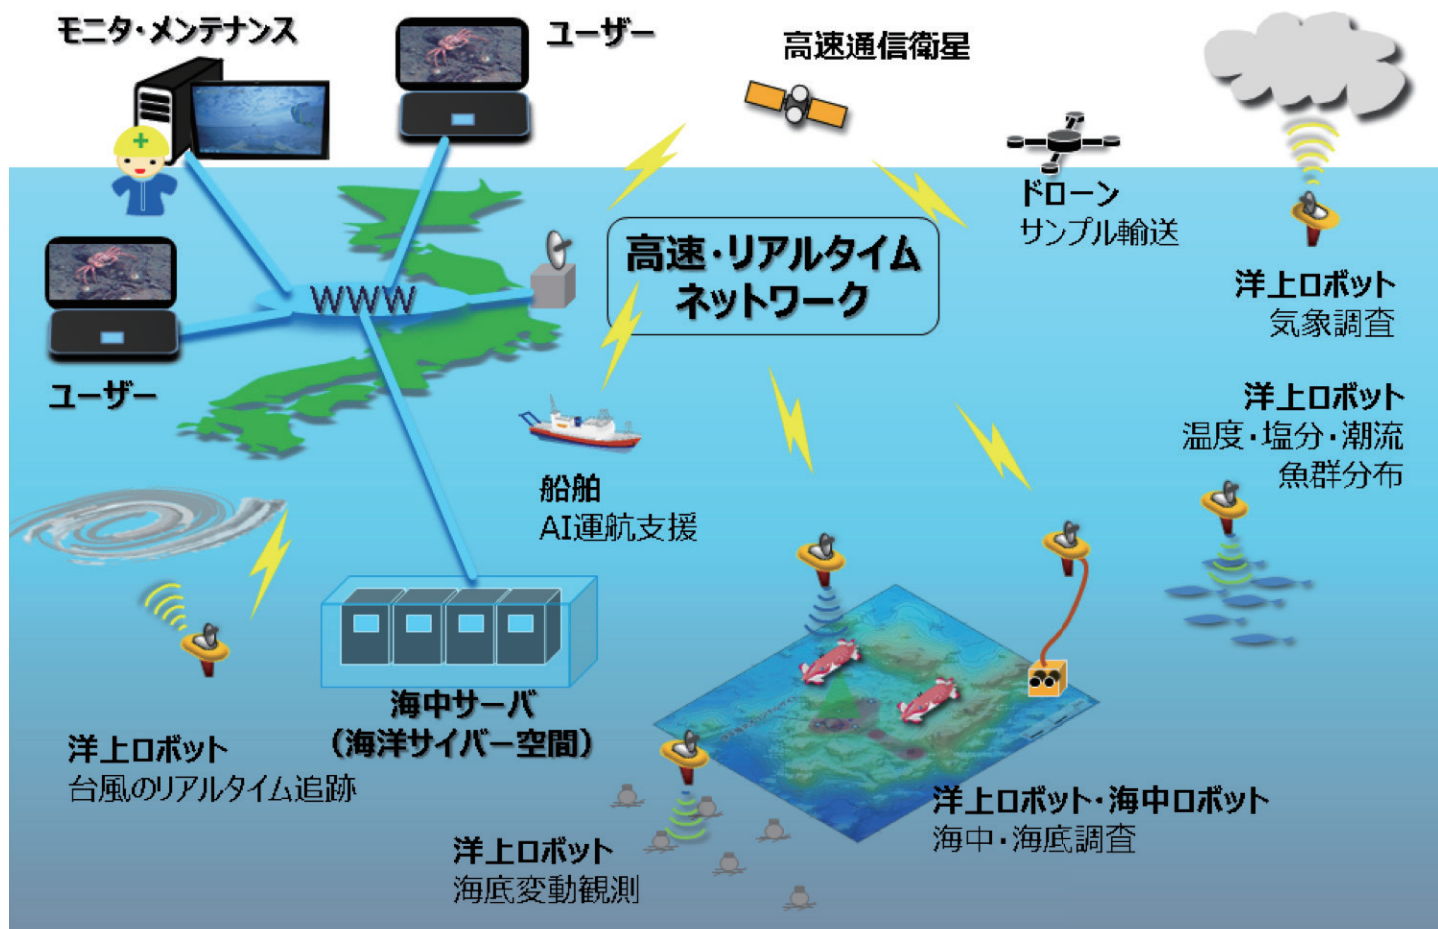 モニタ・メンテナンス
ユーザー
高速通信衛星
ドローン
サンプル輸送
高速・リアルタイム
ネットワーク
WWW
洋上ロボット
気象調査
ユーザー
洋上ロボット
温度・塩分・潮流
魚群分布
船舶
AI運航支援
海中サーバ
（海洋サイバー空間）
洋上ロボット
台風のリアルタイム追跡
洋上ロボット・海中ロボット
海中・海底調査
洋上ロボット
海底変動観測